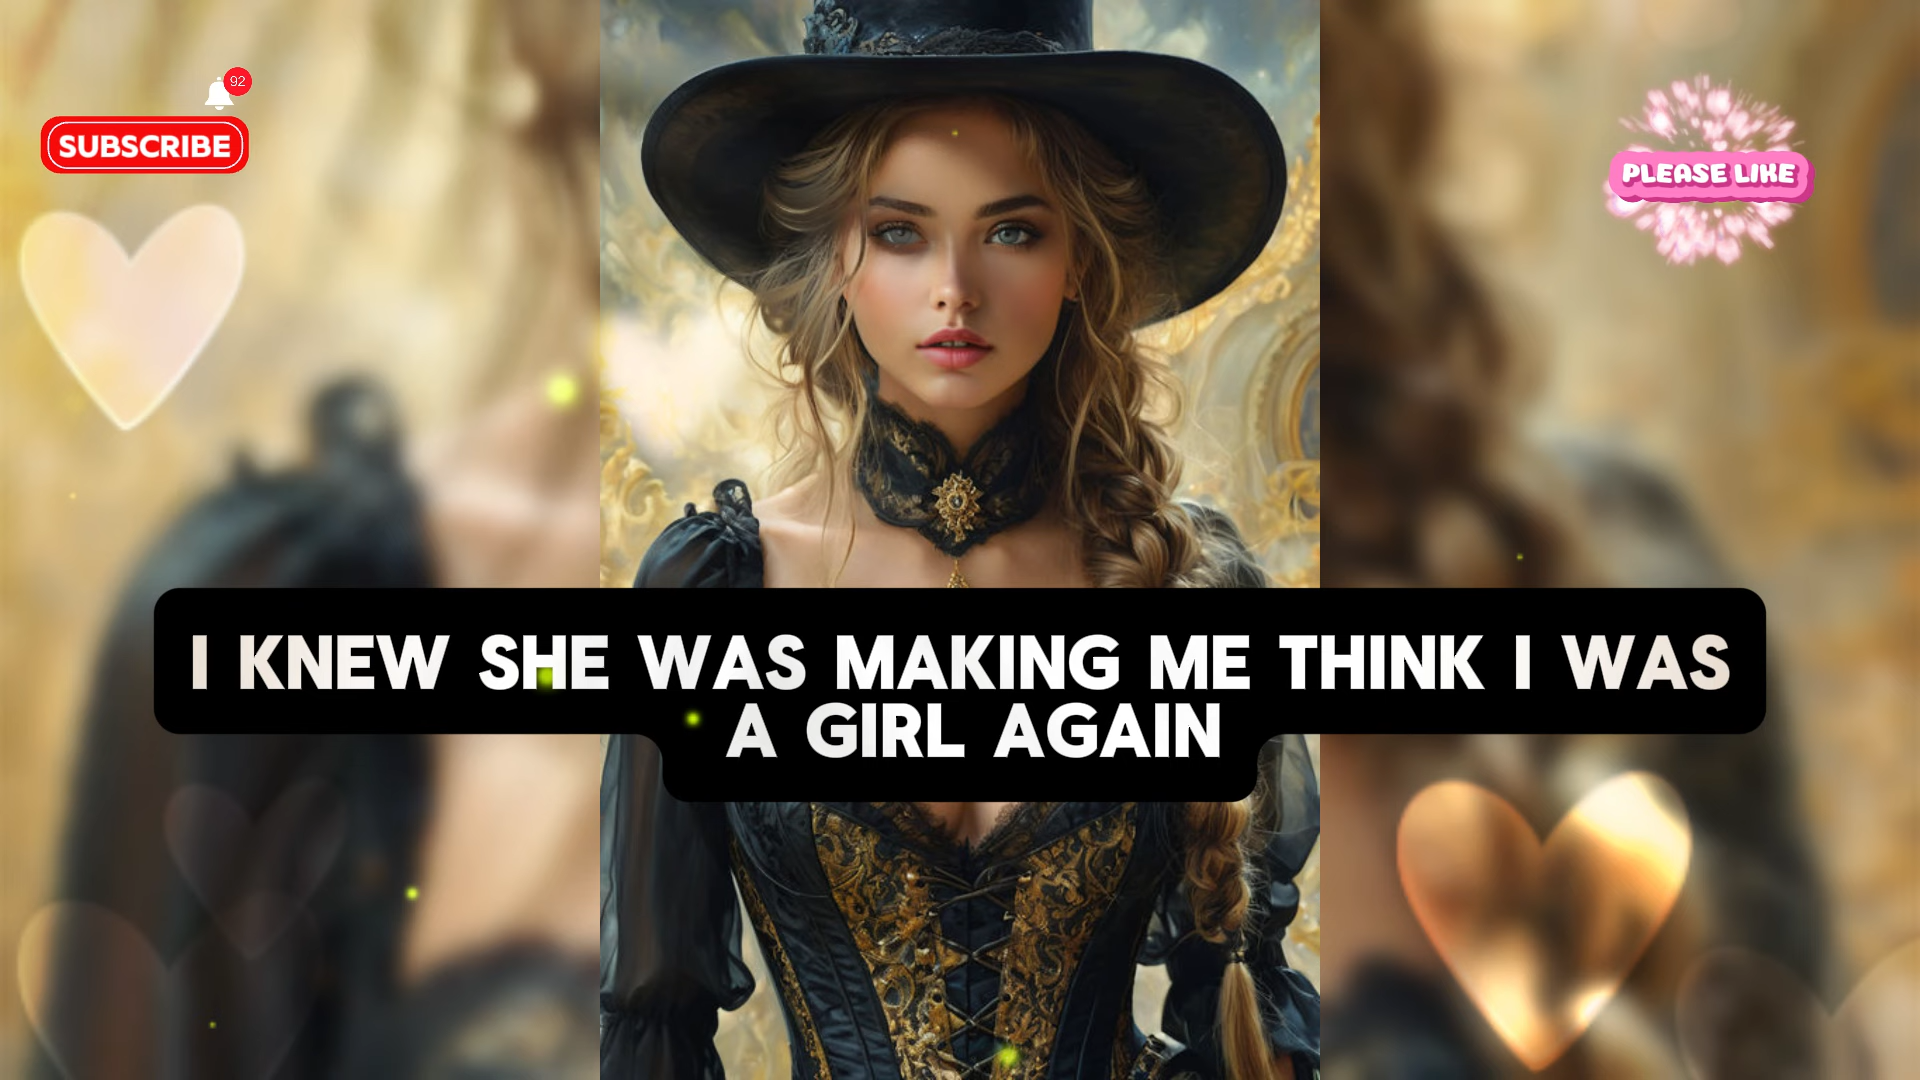 92
SUBSCRIBE
PLEASE LIKE
I KNEW SHE WAS MAKING ME THINK I WAS
A GIRL AGAIN